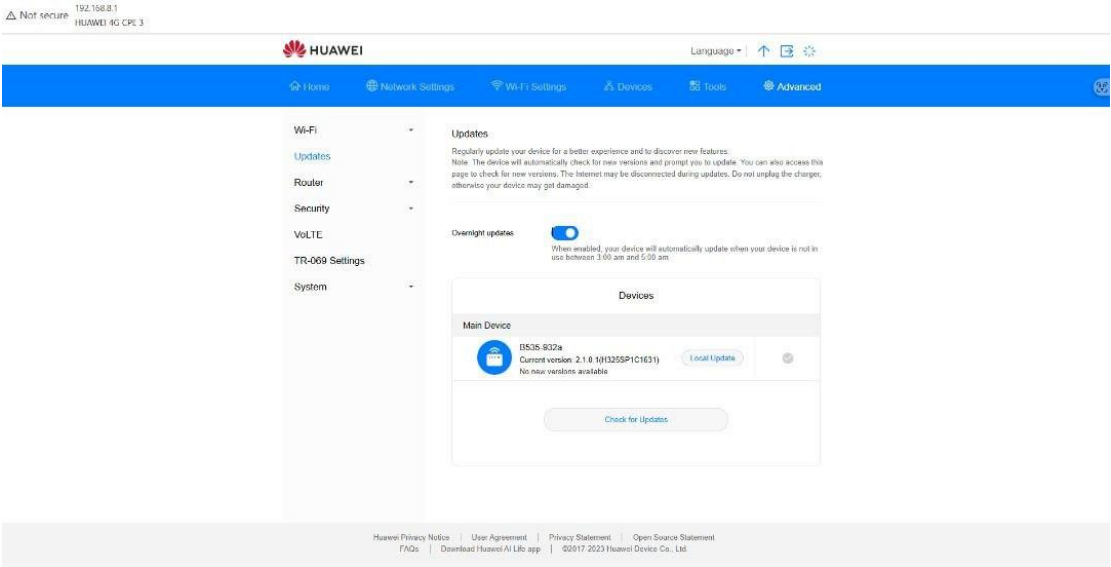 Not secure
192.168.8.1
HUAWEI 4G CPE 3
HUAWEI
Language
Home
Network Settings
Wi-Fi Settings
Devices
Tools
Advanced
Wi-Fi
Updates
Router
Security
VoLTE
TR-069 Settings
System
Updates
Regularly update your device for a better experience and to discover new features.
Note: The device will automatically check for new versions and prompt you to update. You can also access this
page to check for new versions. The Internet may be disconnected during updates. Do not unplug the charger,
otherwise your device may get damaged.
Overnight updates
When enabled, your device will automatically update when your device is not in
use between 3:00 am and 5:00 am
Devices
Main Device
B535-932a
Current version: 2.1.0.1(H325SP1C1631)
No new versions available
Local Update
Check for Updates
Huawei Privacy Notice | User Agreement | Privacy Statement | Open Source Statement
FAQs | Download Huawei AI Life app | ©2017-2023 Huawei Device Co., Ltd.